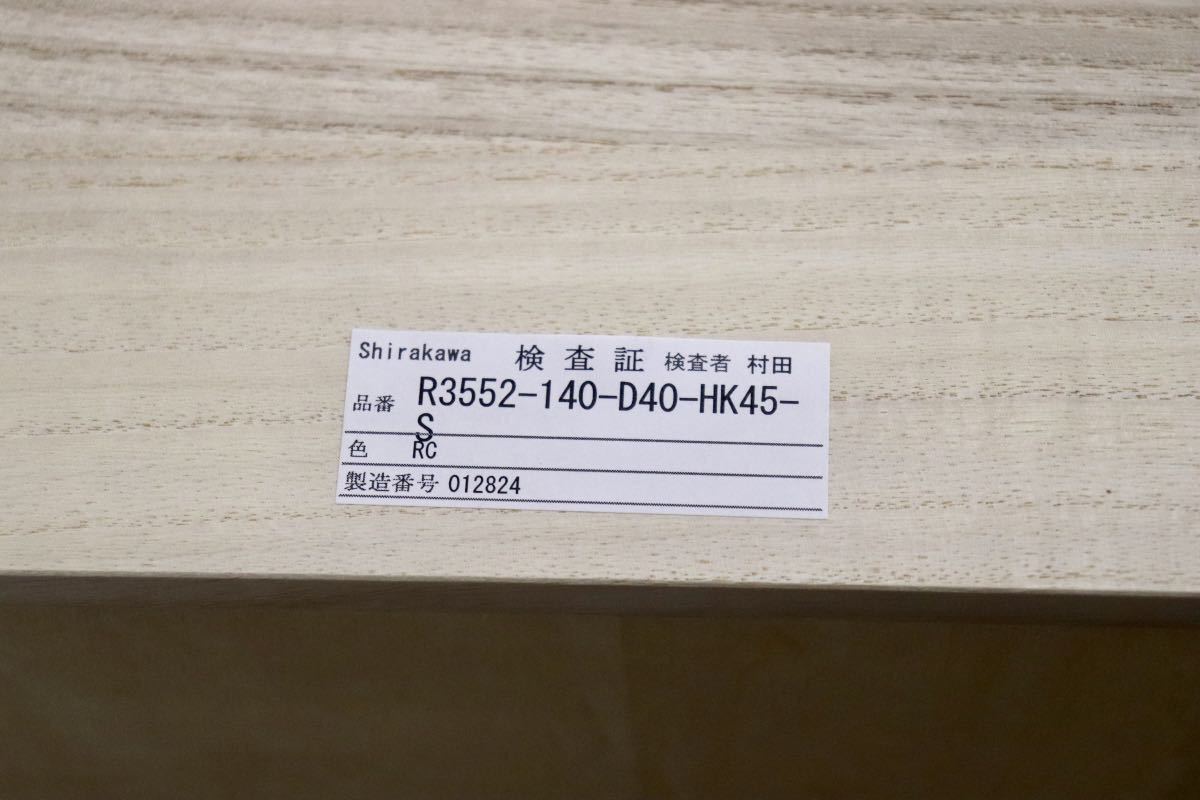 Shirakawa 検査証 検査者 村田
品番 R3552-140-D40-HK45-
S
色 RC
製造番号 012824